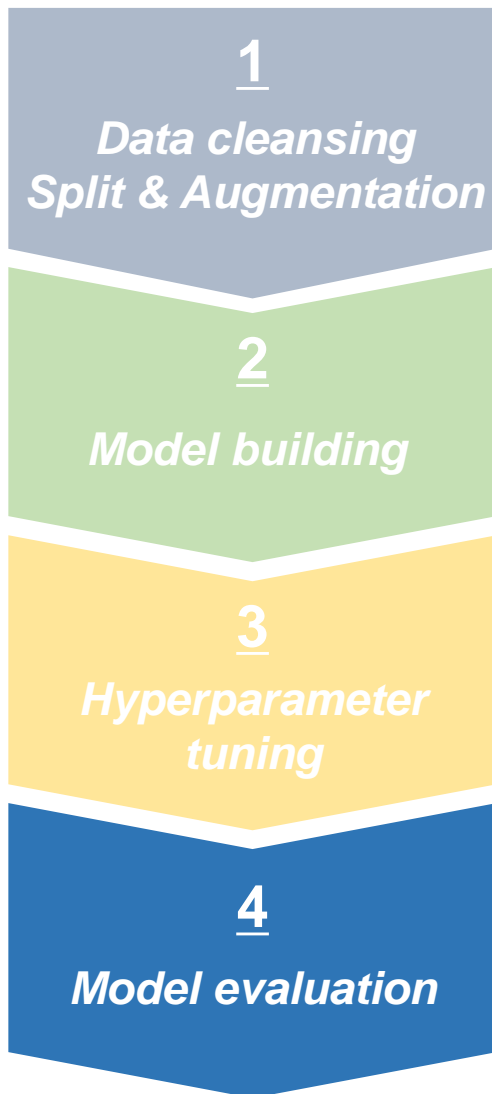 1
Data cleansing
Split & Augmentation
2
Model building
3
Hyperparameter
tuning
4
Model evaluation